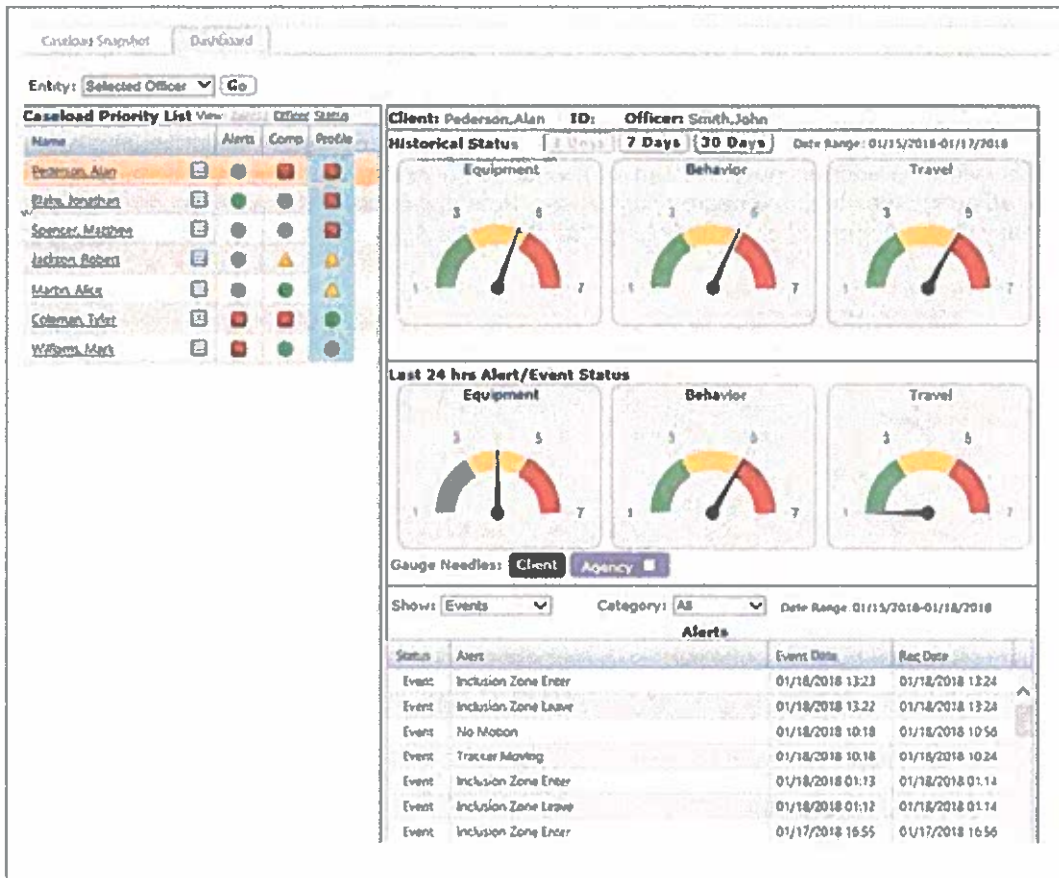 Caseload Snapshot Dashboard
Entity: Selected Officer Go
Caseload Priority List View: Officer Status
Name Alerts Comp Profile
Pederson, Alan
Blaha, Jonathan
Spencer, Matthew
Jackson, Robert
Martin, Alice
Coleman, Tyler
Williams, Mark
Client: Pederson,Alan ID: Officer: Smith,John
Historical Status 7 Days 30 Days Date Range: 01/15/2018-01/17/2018
Equipment Behavior Travel
3 6 3 6 3 5
1 7 1 7 1 7
Last 24 hrs Alert/Event Status
Equipment Behavior Travel
3 5 3 6 3 5
1 7 1 7 1 7
Gauge Needles: Client Agency
Show: Events Category: All Date Range: 01/15/2018-01/18/2018
Alerts
Status Alert Event Date Rec Date
Event Inclusion Zone Enter 01/18/2018 13:23 01/18/2018 13:24
Event Inclusion Zone Leave 01/18/2018 13:22 01/18/2018 13:24
Event No Motion 01/18/2018 10:18 01/18/2018 10:56
Event Tracker Moving 01/18/2018 10:18 01/18/2018 10:24
Event Inclusion Zone Enter 01/18/2018 01:13 01/18/2018 01:14
Event Inclusion Zone Leave 01/18/2018 01:12 01/18/2018 01:14
Event Inclusion Zone Enter 01/17/2018 16:55 01/17/2018 16:56